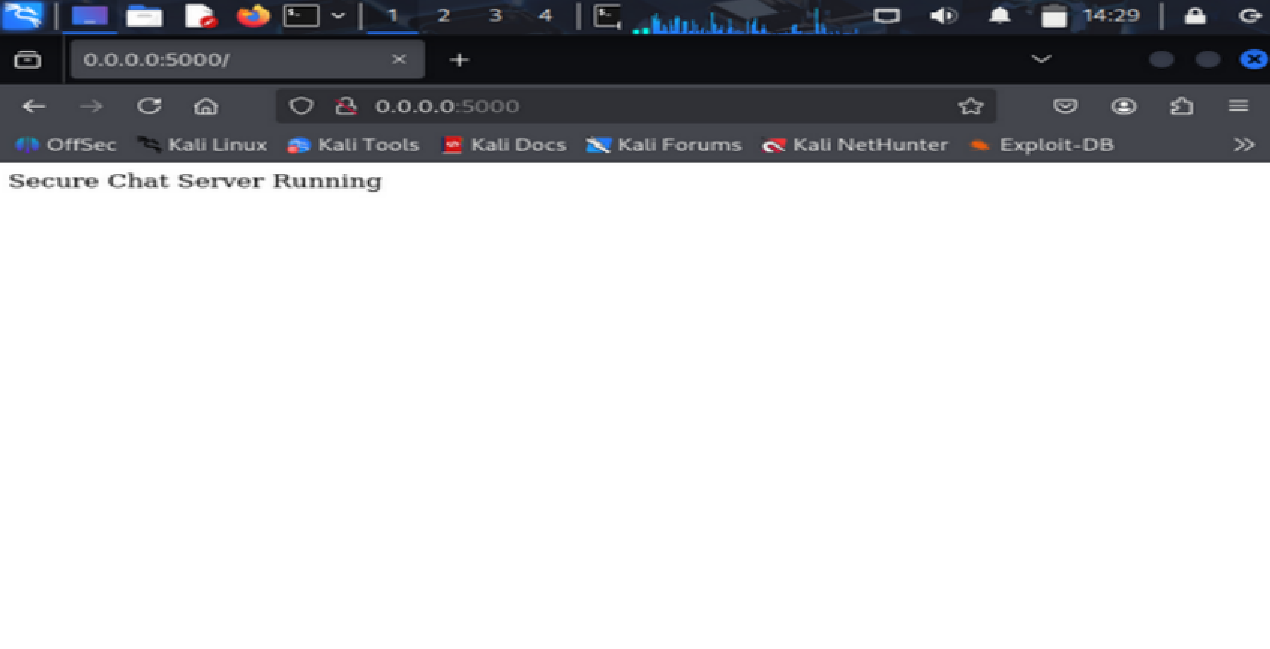 1 2 3 4 14:29
0.0.0.0:5000/
0.0.0.0:5000
OffSec Kali Linux Kali Tools Kali Docs Kali Forums Kali NetHunter Exploit-DB
Secure Chat Server Running